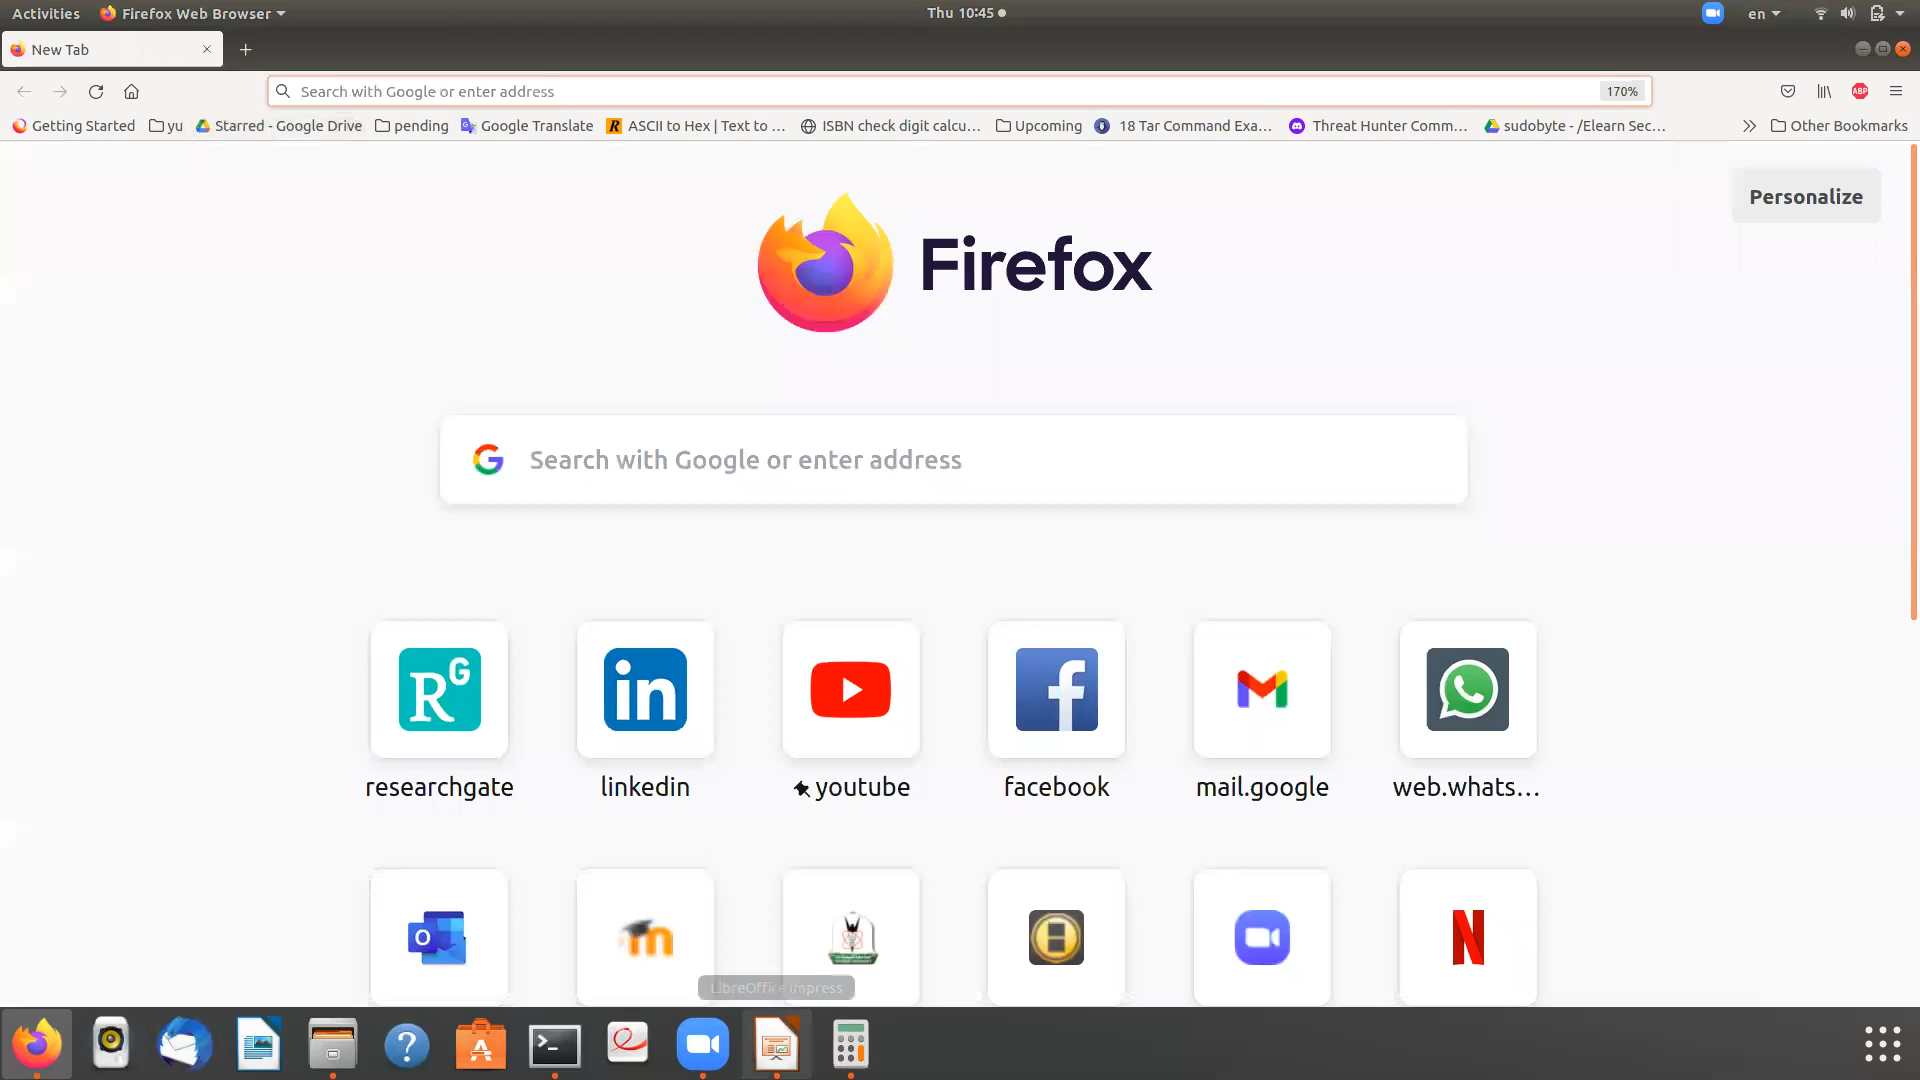 Activities Firefox Web Browser Thu 10:45 en
New Tab
Search with Google or enter address 170% ABP
Getting Started yu Starred - Google Drive pending Google Translate R ASCII to Hex | Text to ... ISBN check digit calcu... Upcoming 18 Tar Command Exa... Threat Hunter Comm... sudobyte - /Elearn Sec... Other Bookmarks
Personalize
Firefox
Search with Google or enter address
RG in f
researchgate linkedin youtube facebook mail.google web.whats...
O m N
LibreOffice Impress